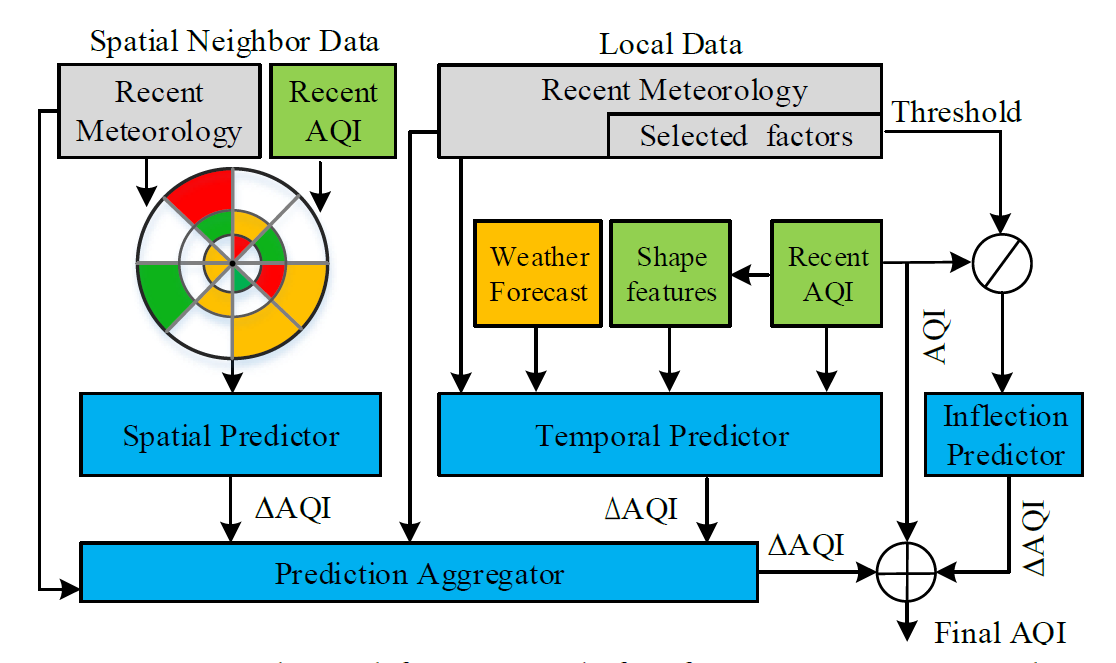 Spatial Neighbor Data
Local Data
Recent
Meteorology
Recent
AQI
Recent Meteorology
Selected factors
Threshold
Weather
Forecast
Shape
features
Recent
AQI
AQI
Spatial Predictor
Temporal Predictor
Inflection
Predictor
ΔAQI
ΔAQI
ΔAQI
ΔAQI
Prediction Aggregator
Final AQI